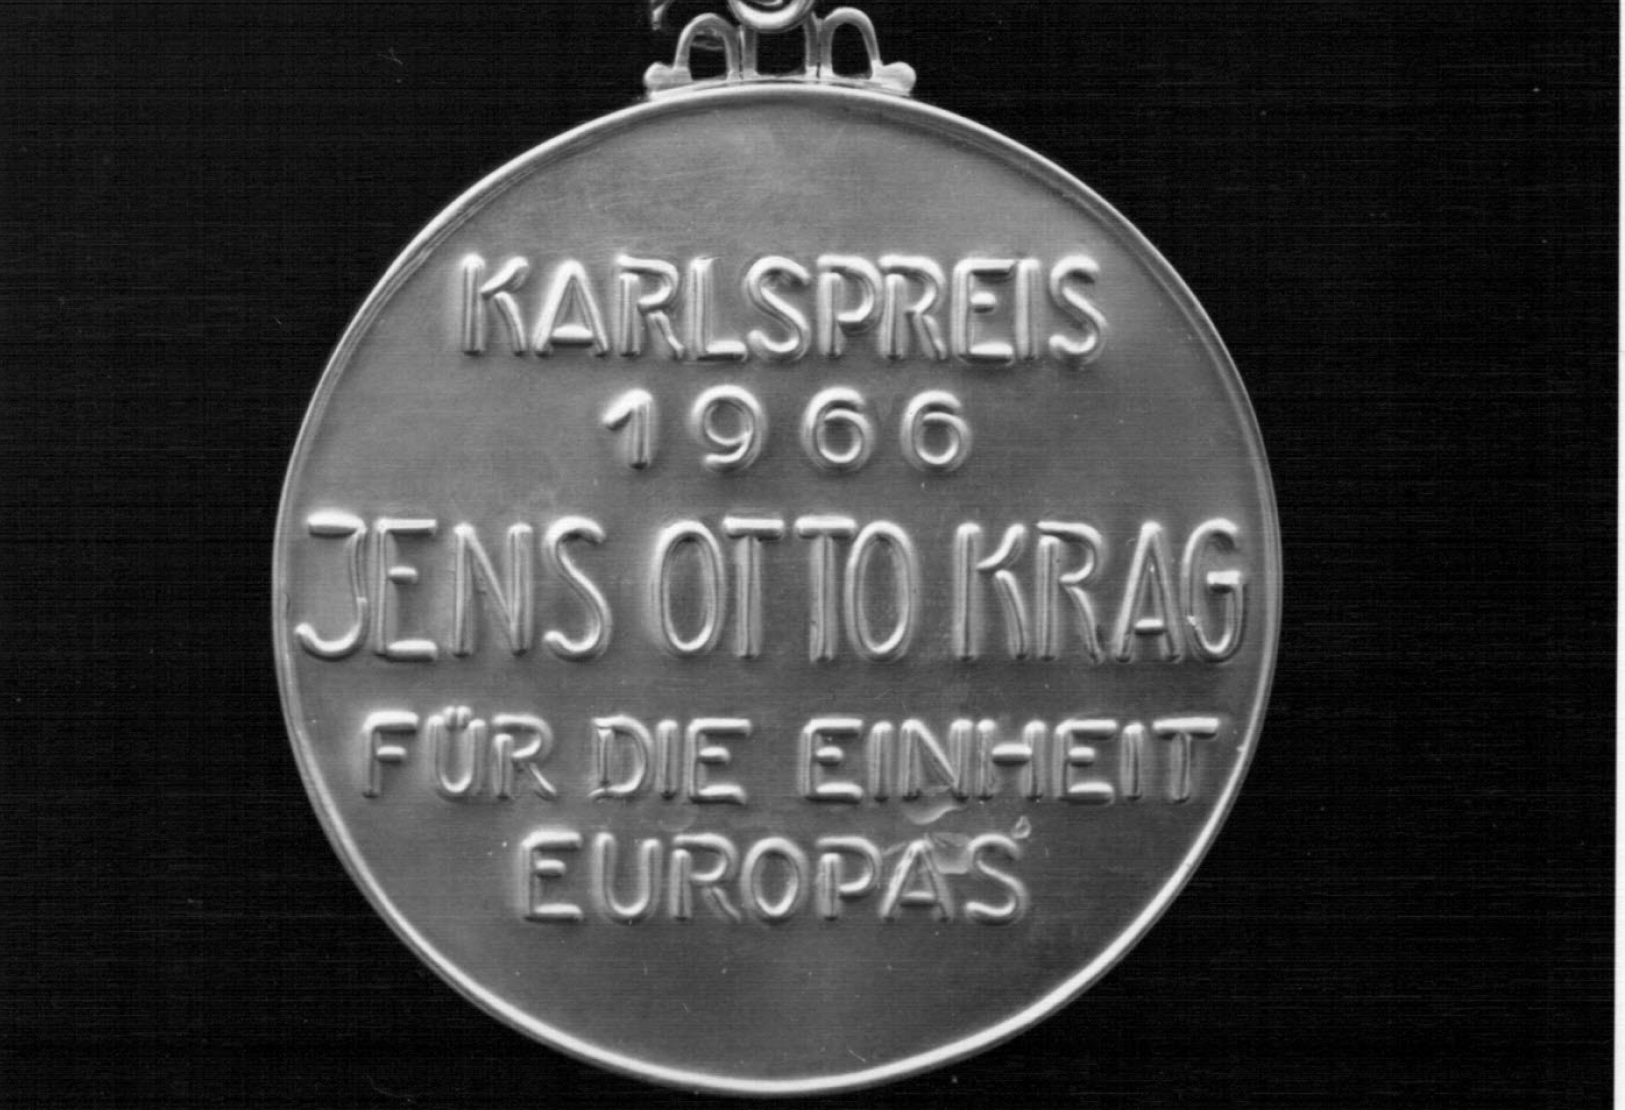 KARLSPREIS
1966
JENS OTTO KRAG
FÜR DIE EINHEIT
EUROPAS